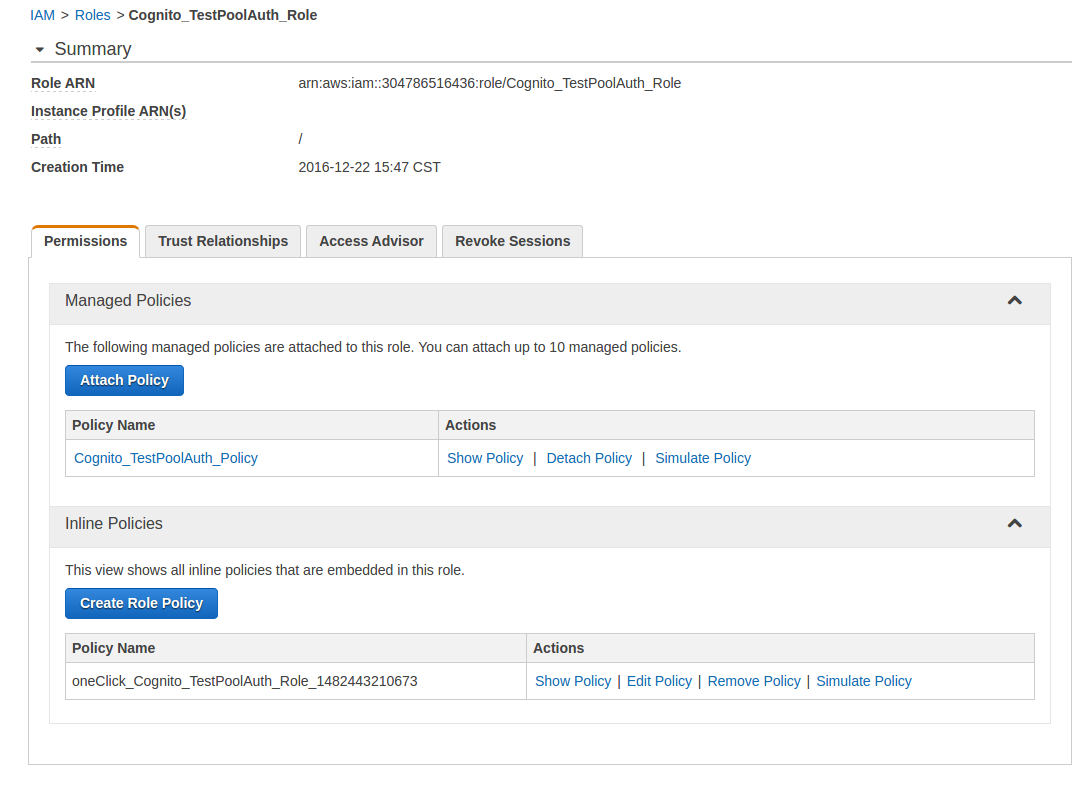 IAM > Roles > Cognito_TestPoolAuth_Role
Summary
Role ARN arn:aws:iam::304786516436:role/Cognito_TestPoolAuth_Role
Instance Profile ARN(s)
Path /
Creation Time 2016-12-22 15:47 CST
Permissions Trust Relationships Access Advisor Revoke Sessions
Managed Policies
The following managed policies are attached to this role. You can attach up to 10 managed policies.
Attach Policy
Policy Name Actions
Cognito_TestPoolAuth_Policy Show Policy | Detach Policy | Simulate Policy
Inline Policies
This view shows all inline policies that are embedded in this role.
Create Role Policy
Policy Name Actions
oneClick_Cognito_TestPoolAuth_Role_1482443210673 Show Policy | Edit Policy | Remove Policy | Simulate Policy